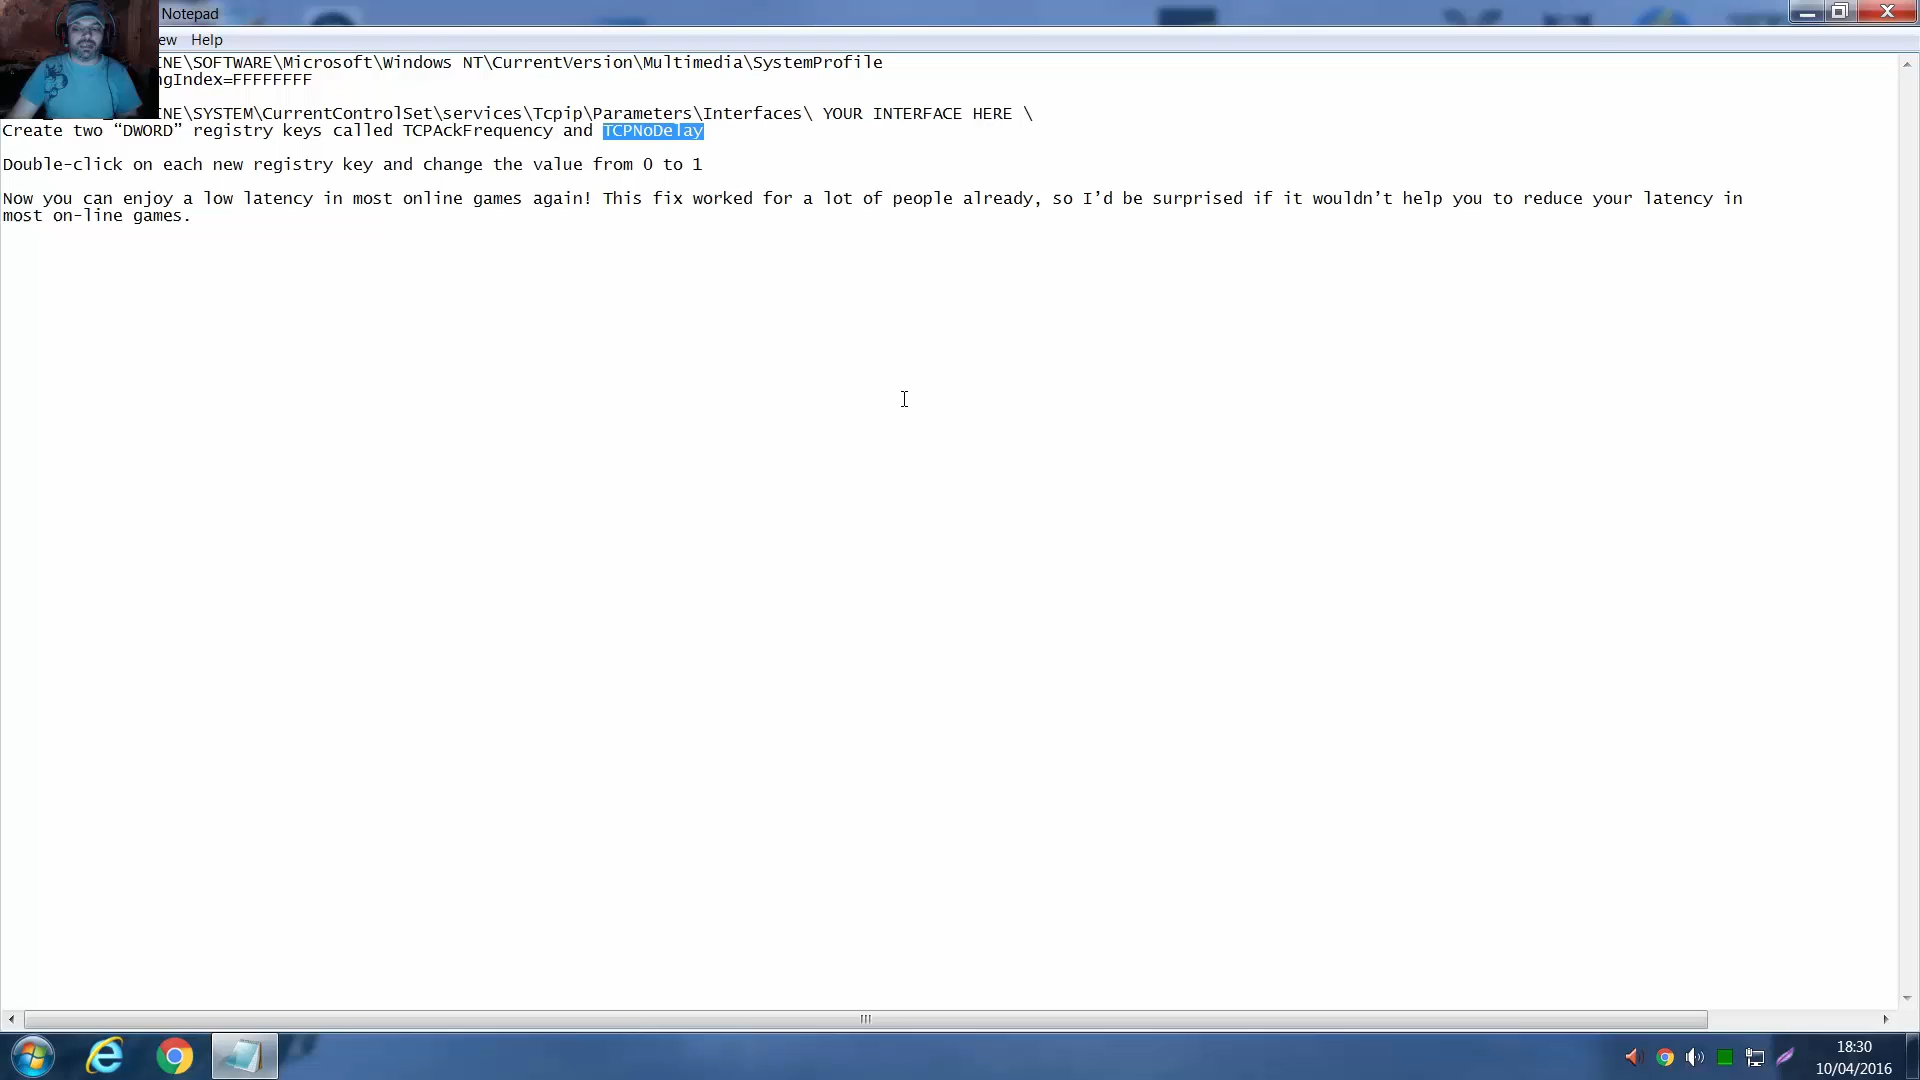 Notepad
Help
\SOFTWARE\Microsoft\Windows NT\CurrentVersion\Multimedia\SystemProfile
Index=FFFFFFFF
\SYSTEM\CurrentControlSet\services\Tcpip\Parameters\Interfaces\ YOUR INTERFACE HERE \
Create two “DWORD” registry keys called TCPAckFrequency and TCPNoDelay
Double-click on each new registry key and change the value from 0 to 1
Now you can enjoy a low latency in most online games again! This fix worked for a lot of people already, so I’d be surprised if it wouldn’t help you to reduce your latency in
most on-line games.
18:30
10/04/2016